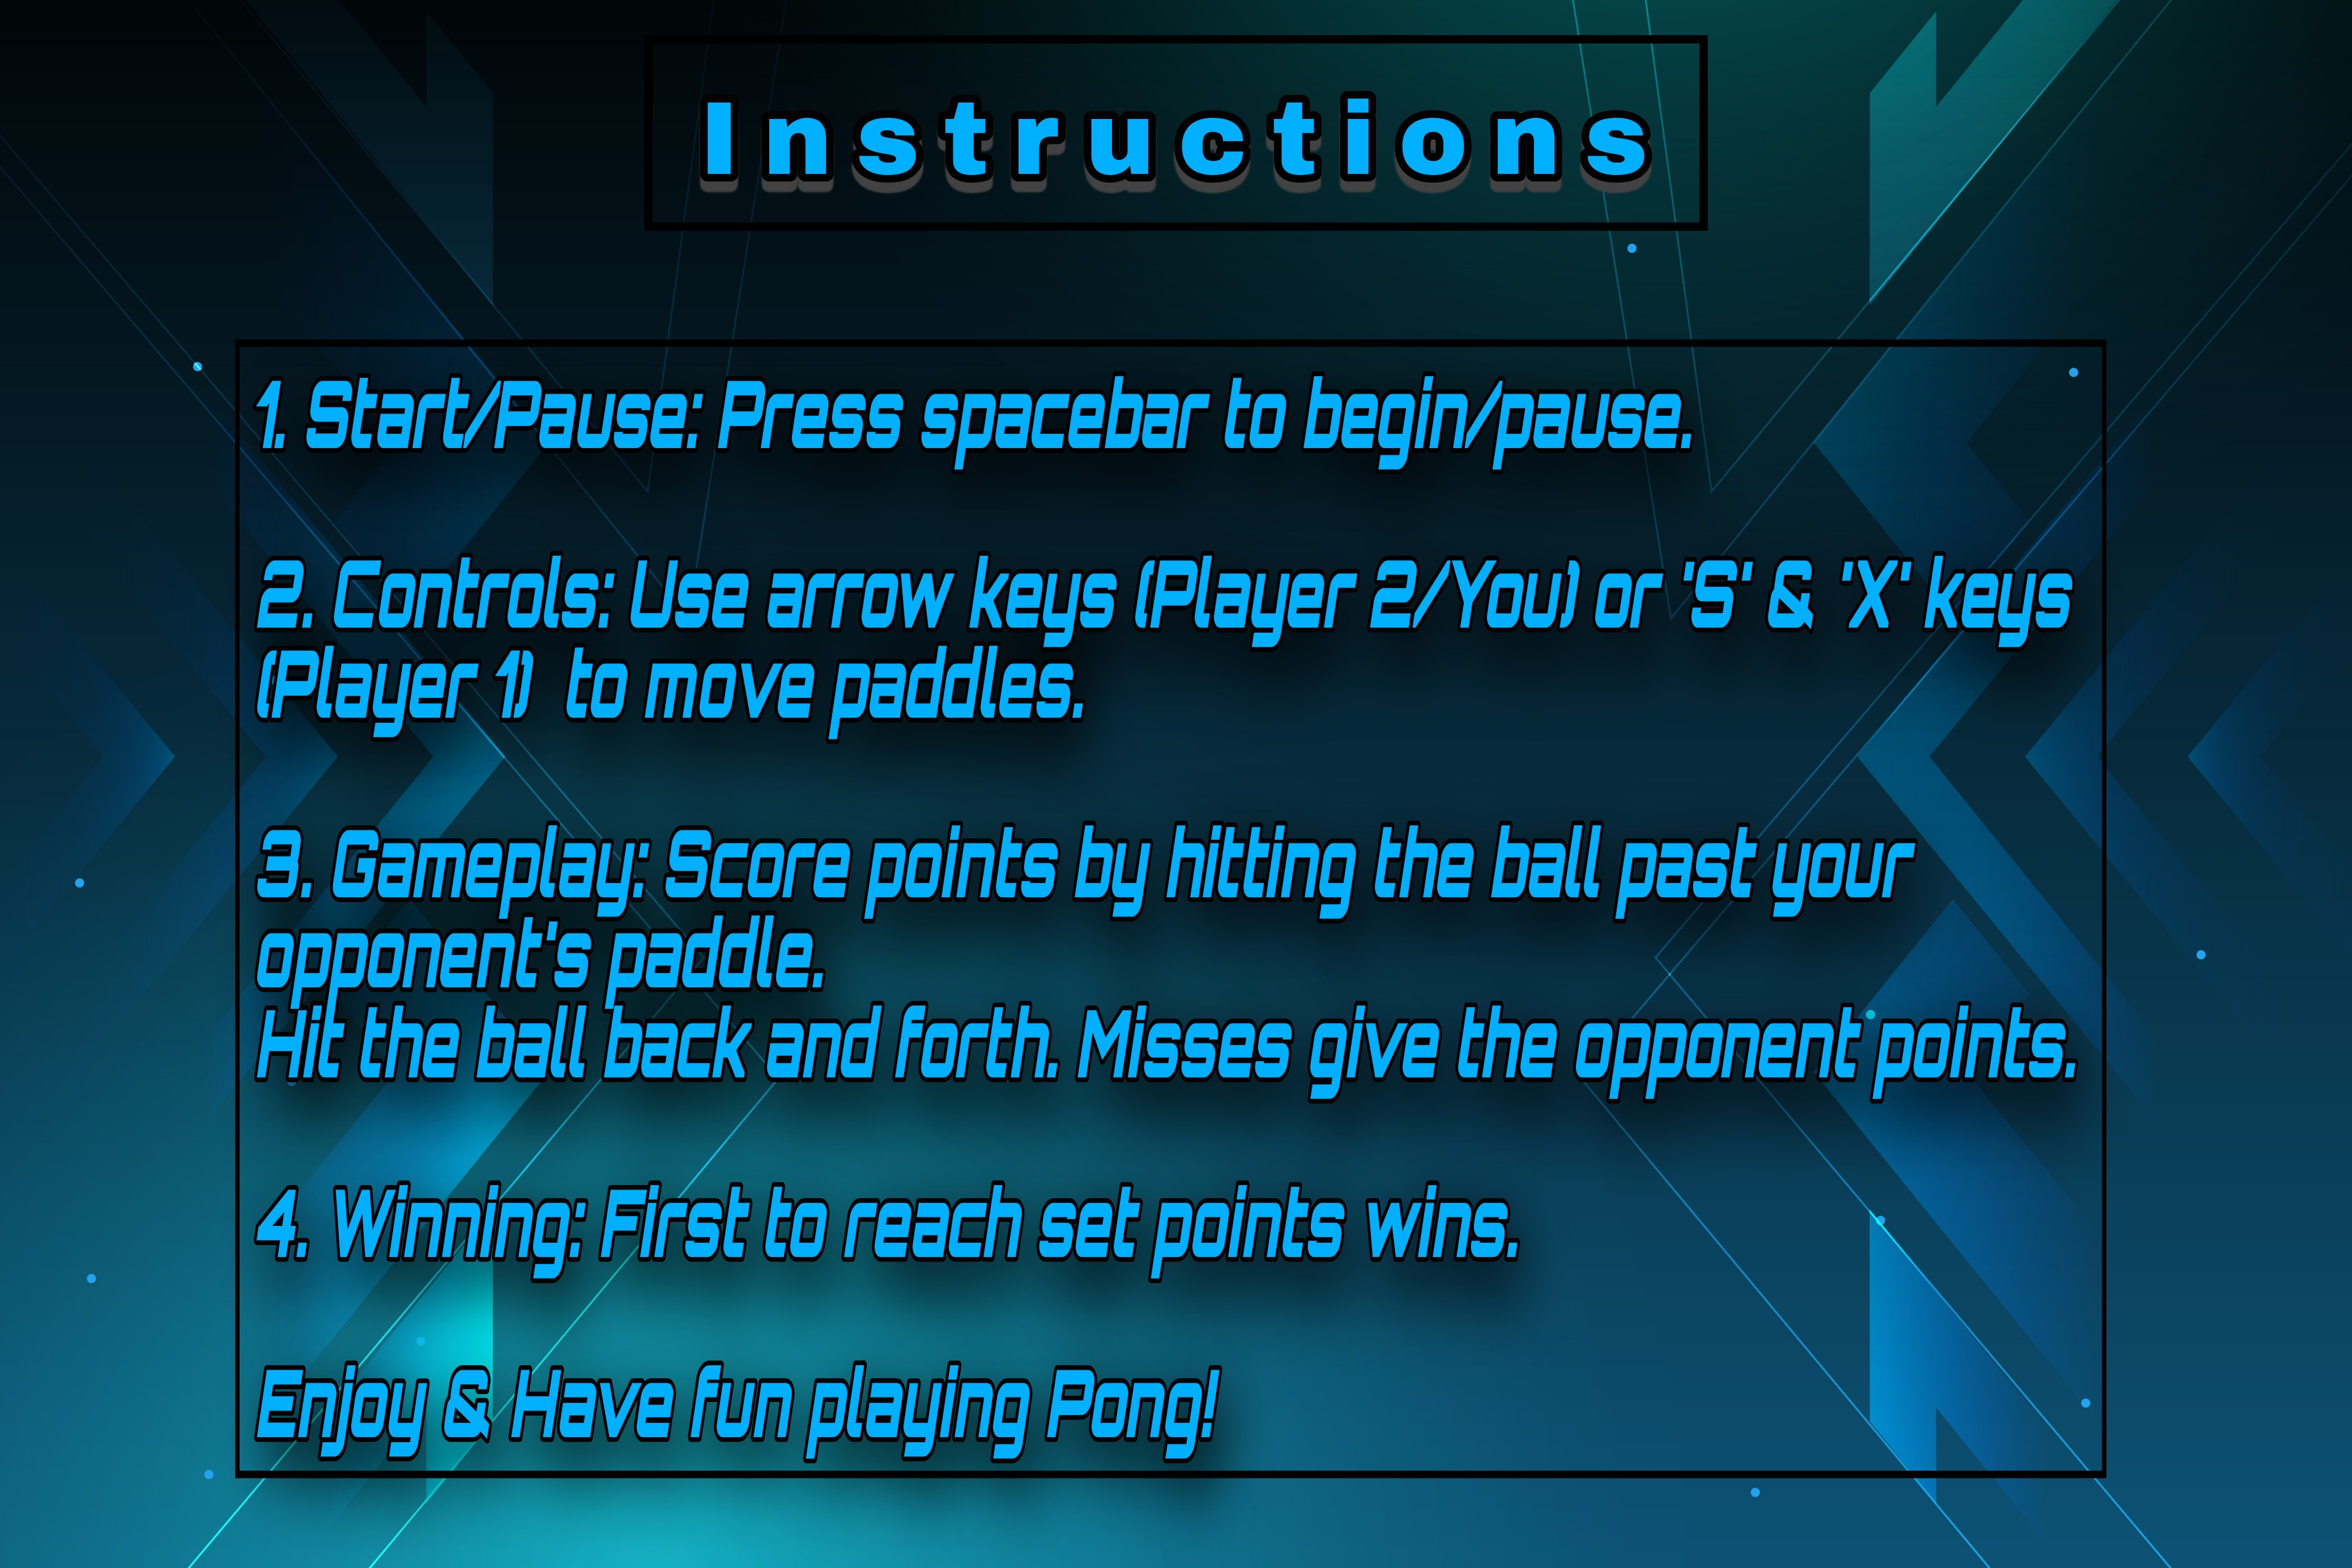 Instructions
1. Start/Pause: Press spacebar to begin/pause.
2. Controls: Use arrow keys (Player 2/You) or 'S' & 'X' keys
(Player 1)  to move paddles.
3. Gameplay: Score points by hitting the ball past your
opponent's paddle.
Hit the ball back and forth. Misses give the opponent points.
4. Winning: First to reach set points wins.
Enjoy & Have fun playing Pong!